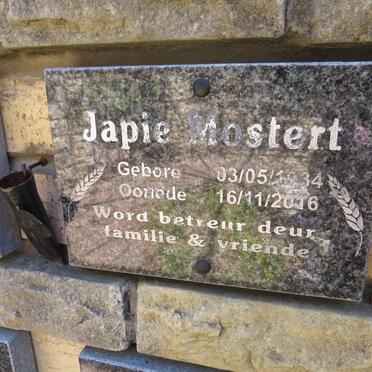 Japie Mostert
Gebore 03/05/1934
Oorlede 16/11/2016
Word betreur deur
familie & vriende